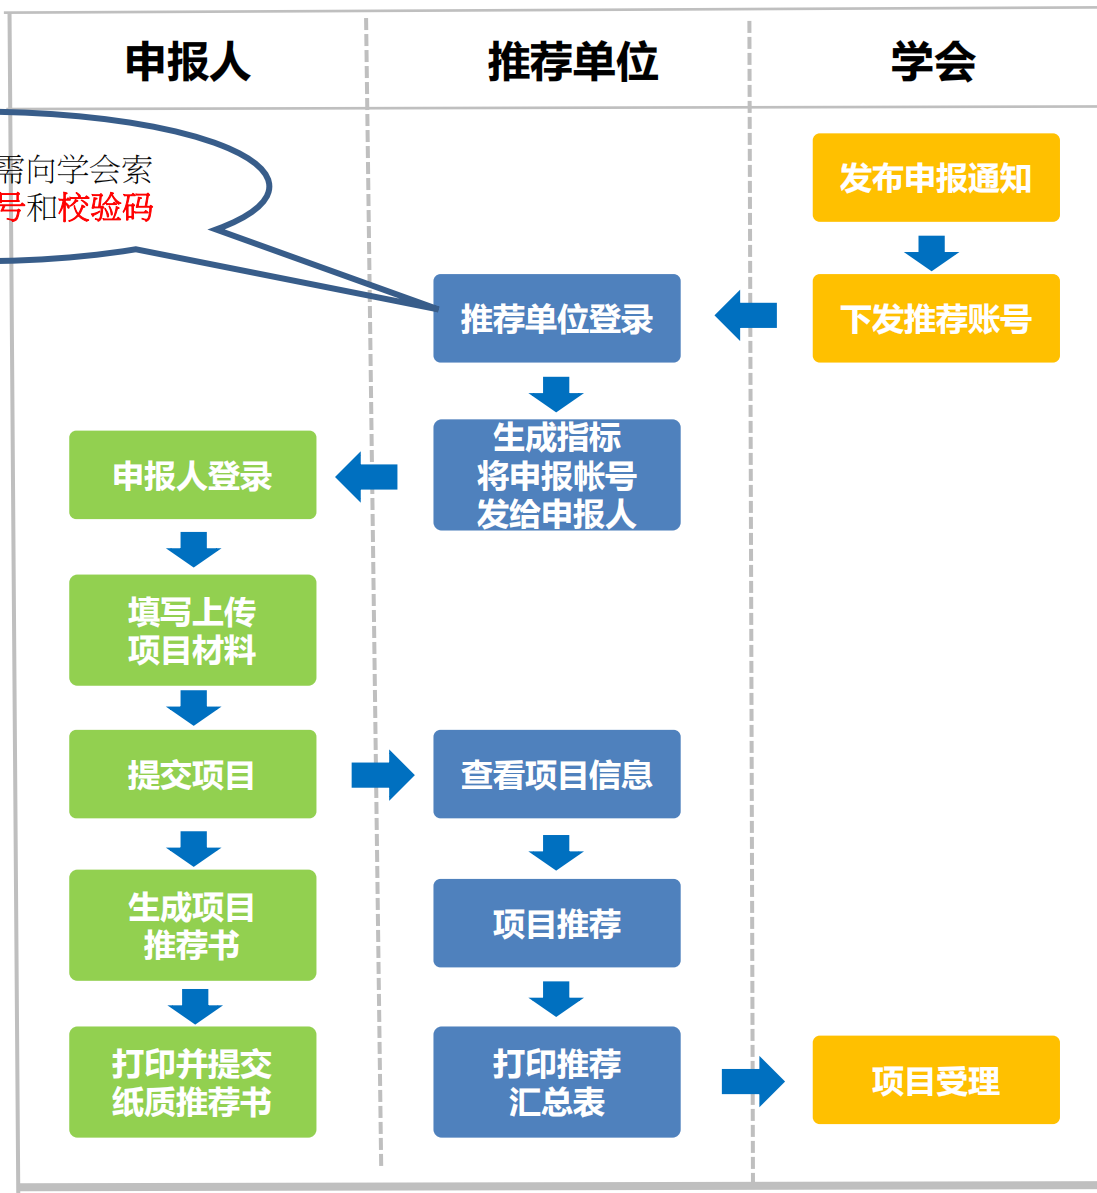 申报人
推荐单位
学会
需向学会索
号和校验码
发布申报通知
推荐单位登录
下发推荐账号
申报人登录
生成指标
将申报帐号
发给申报人
填写上传
项目材料
提交项目
查看项目信息
生成项目
推荐书
项目推荐
打印并提交
纸质推荐书
打印推荐
汇总表
项目受理